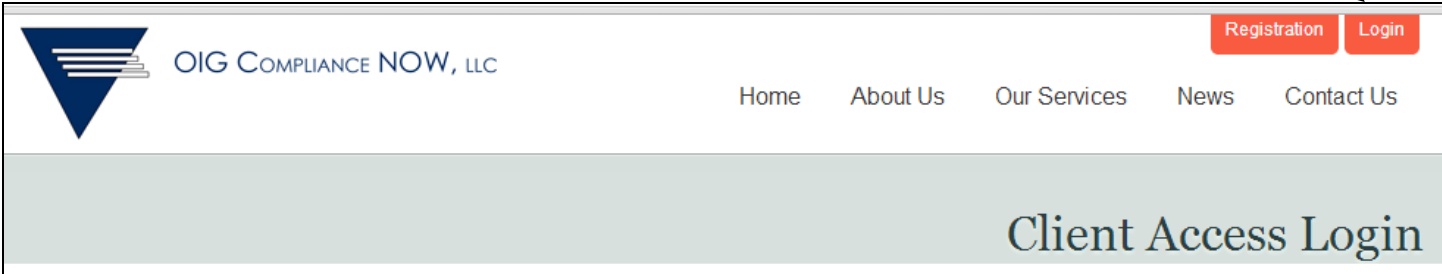 Registration Login
OIG COMPLIANCE NOW, LLC
Home About Us Our Services News Contact Us
Client Access Login